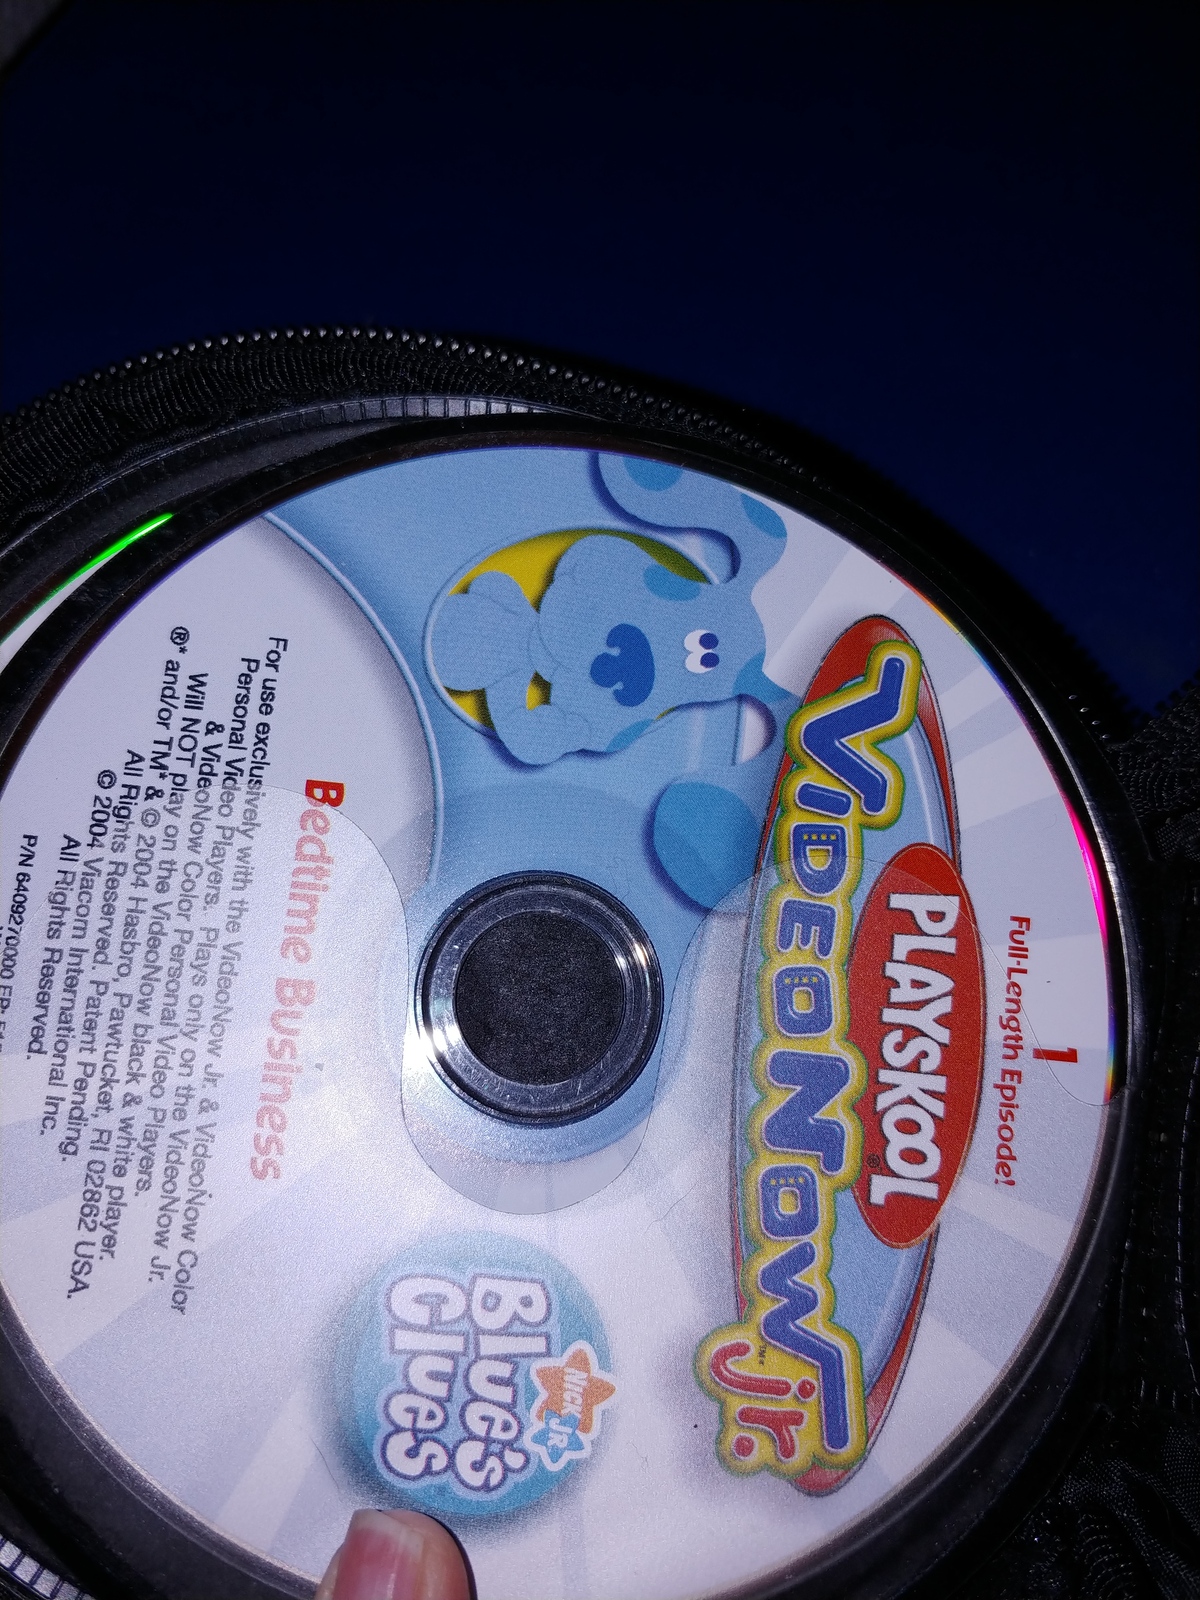 1
Full-Length Episode!
PLAYSKOOL®
VIDEONOW™*
jr.
NICK JR
Blue's
Clues
Bedtime Business
For use exclusively with the VideoNow Jr. & VideoNow Color
Personal Video Players. Plays only on the VideoNow Jr.
& VideoNow Color Personal Video Players.
Will NOT play on the VideoNow black & white player.
®* and/or TM* & © 2004 Hasbro, Pawtucket, RI 02862 USA.
All Rights Reserved. Patent Pending.
© 2004 Viacom International Inc.
All Rights Reserved.
P/N 6409270000